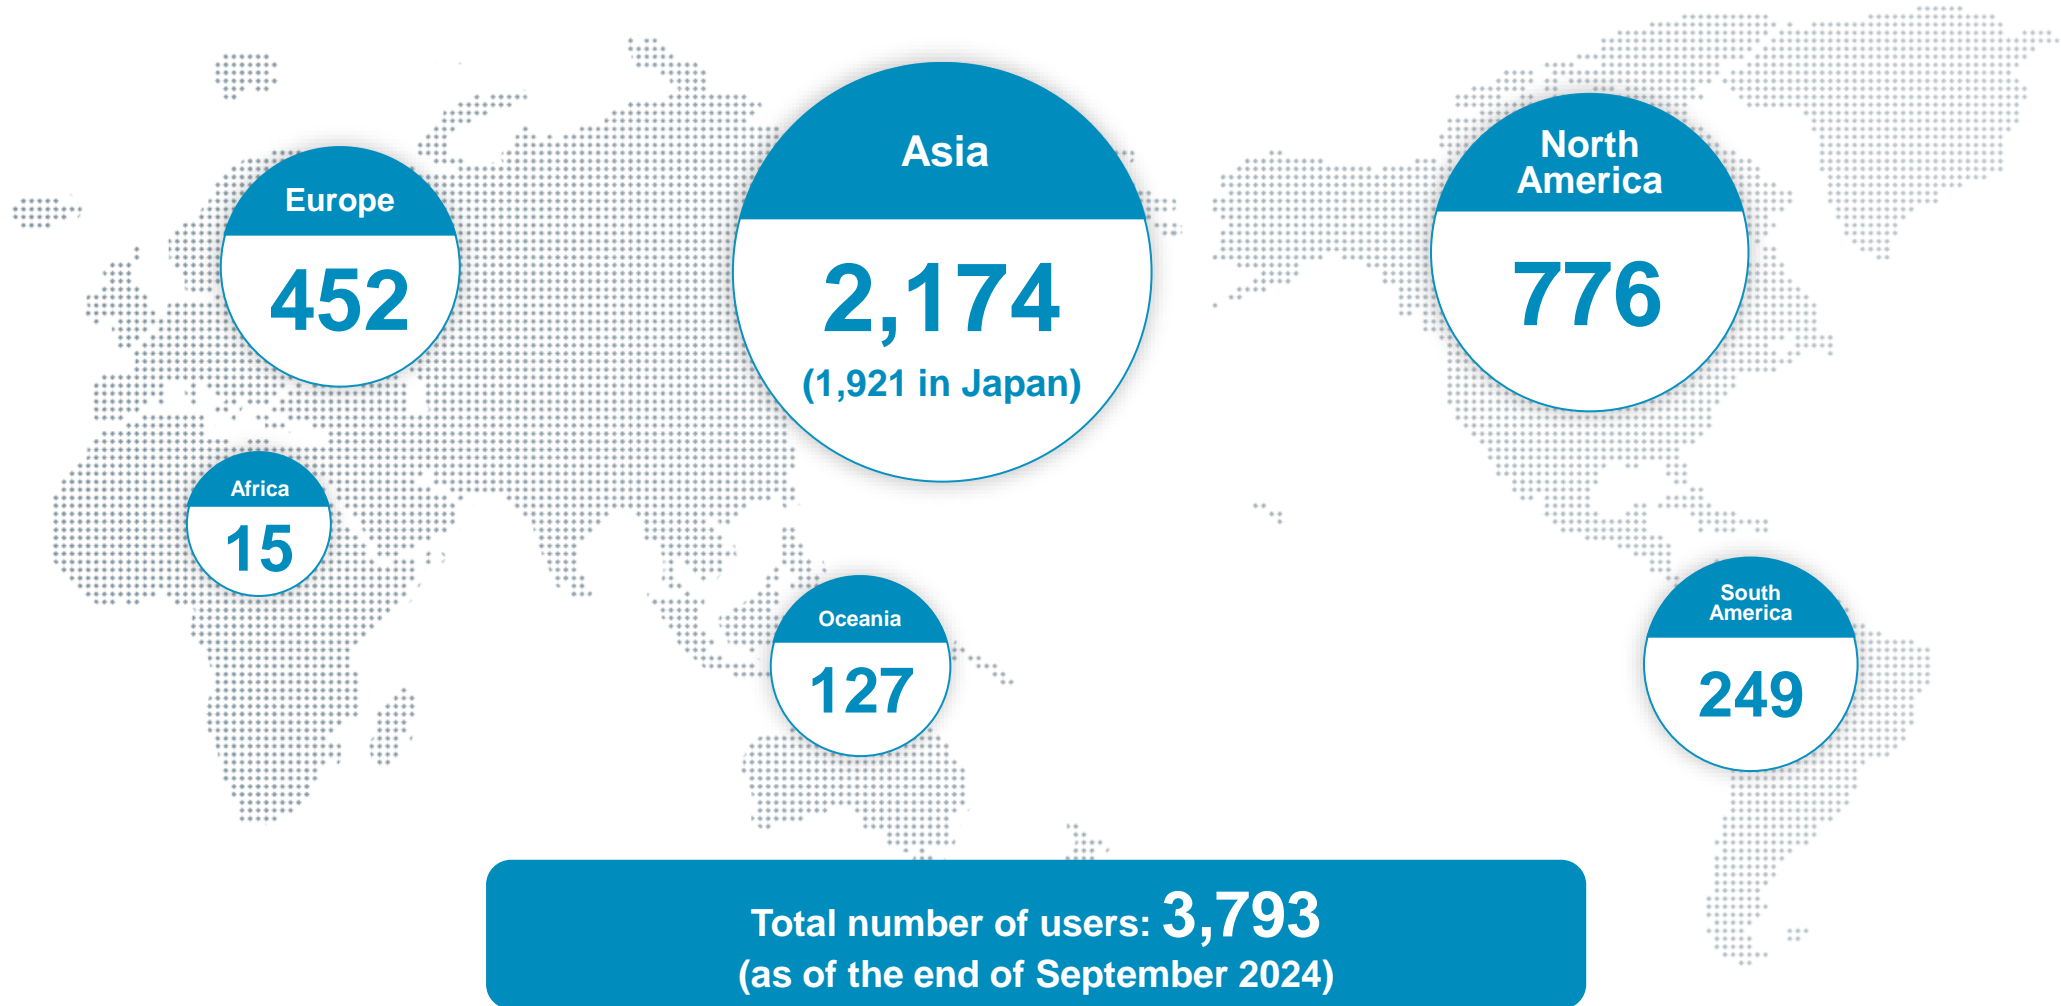 Europe
452
Asia
2,174
(1,921 in Japan)
North
America
776
Africa
15
Oceania
127
South
America
249
Total number of users: 3,793
(as of the end of September 2024)